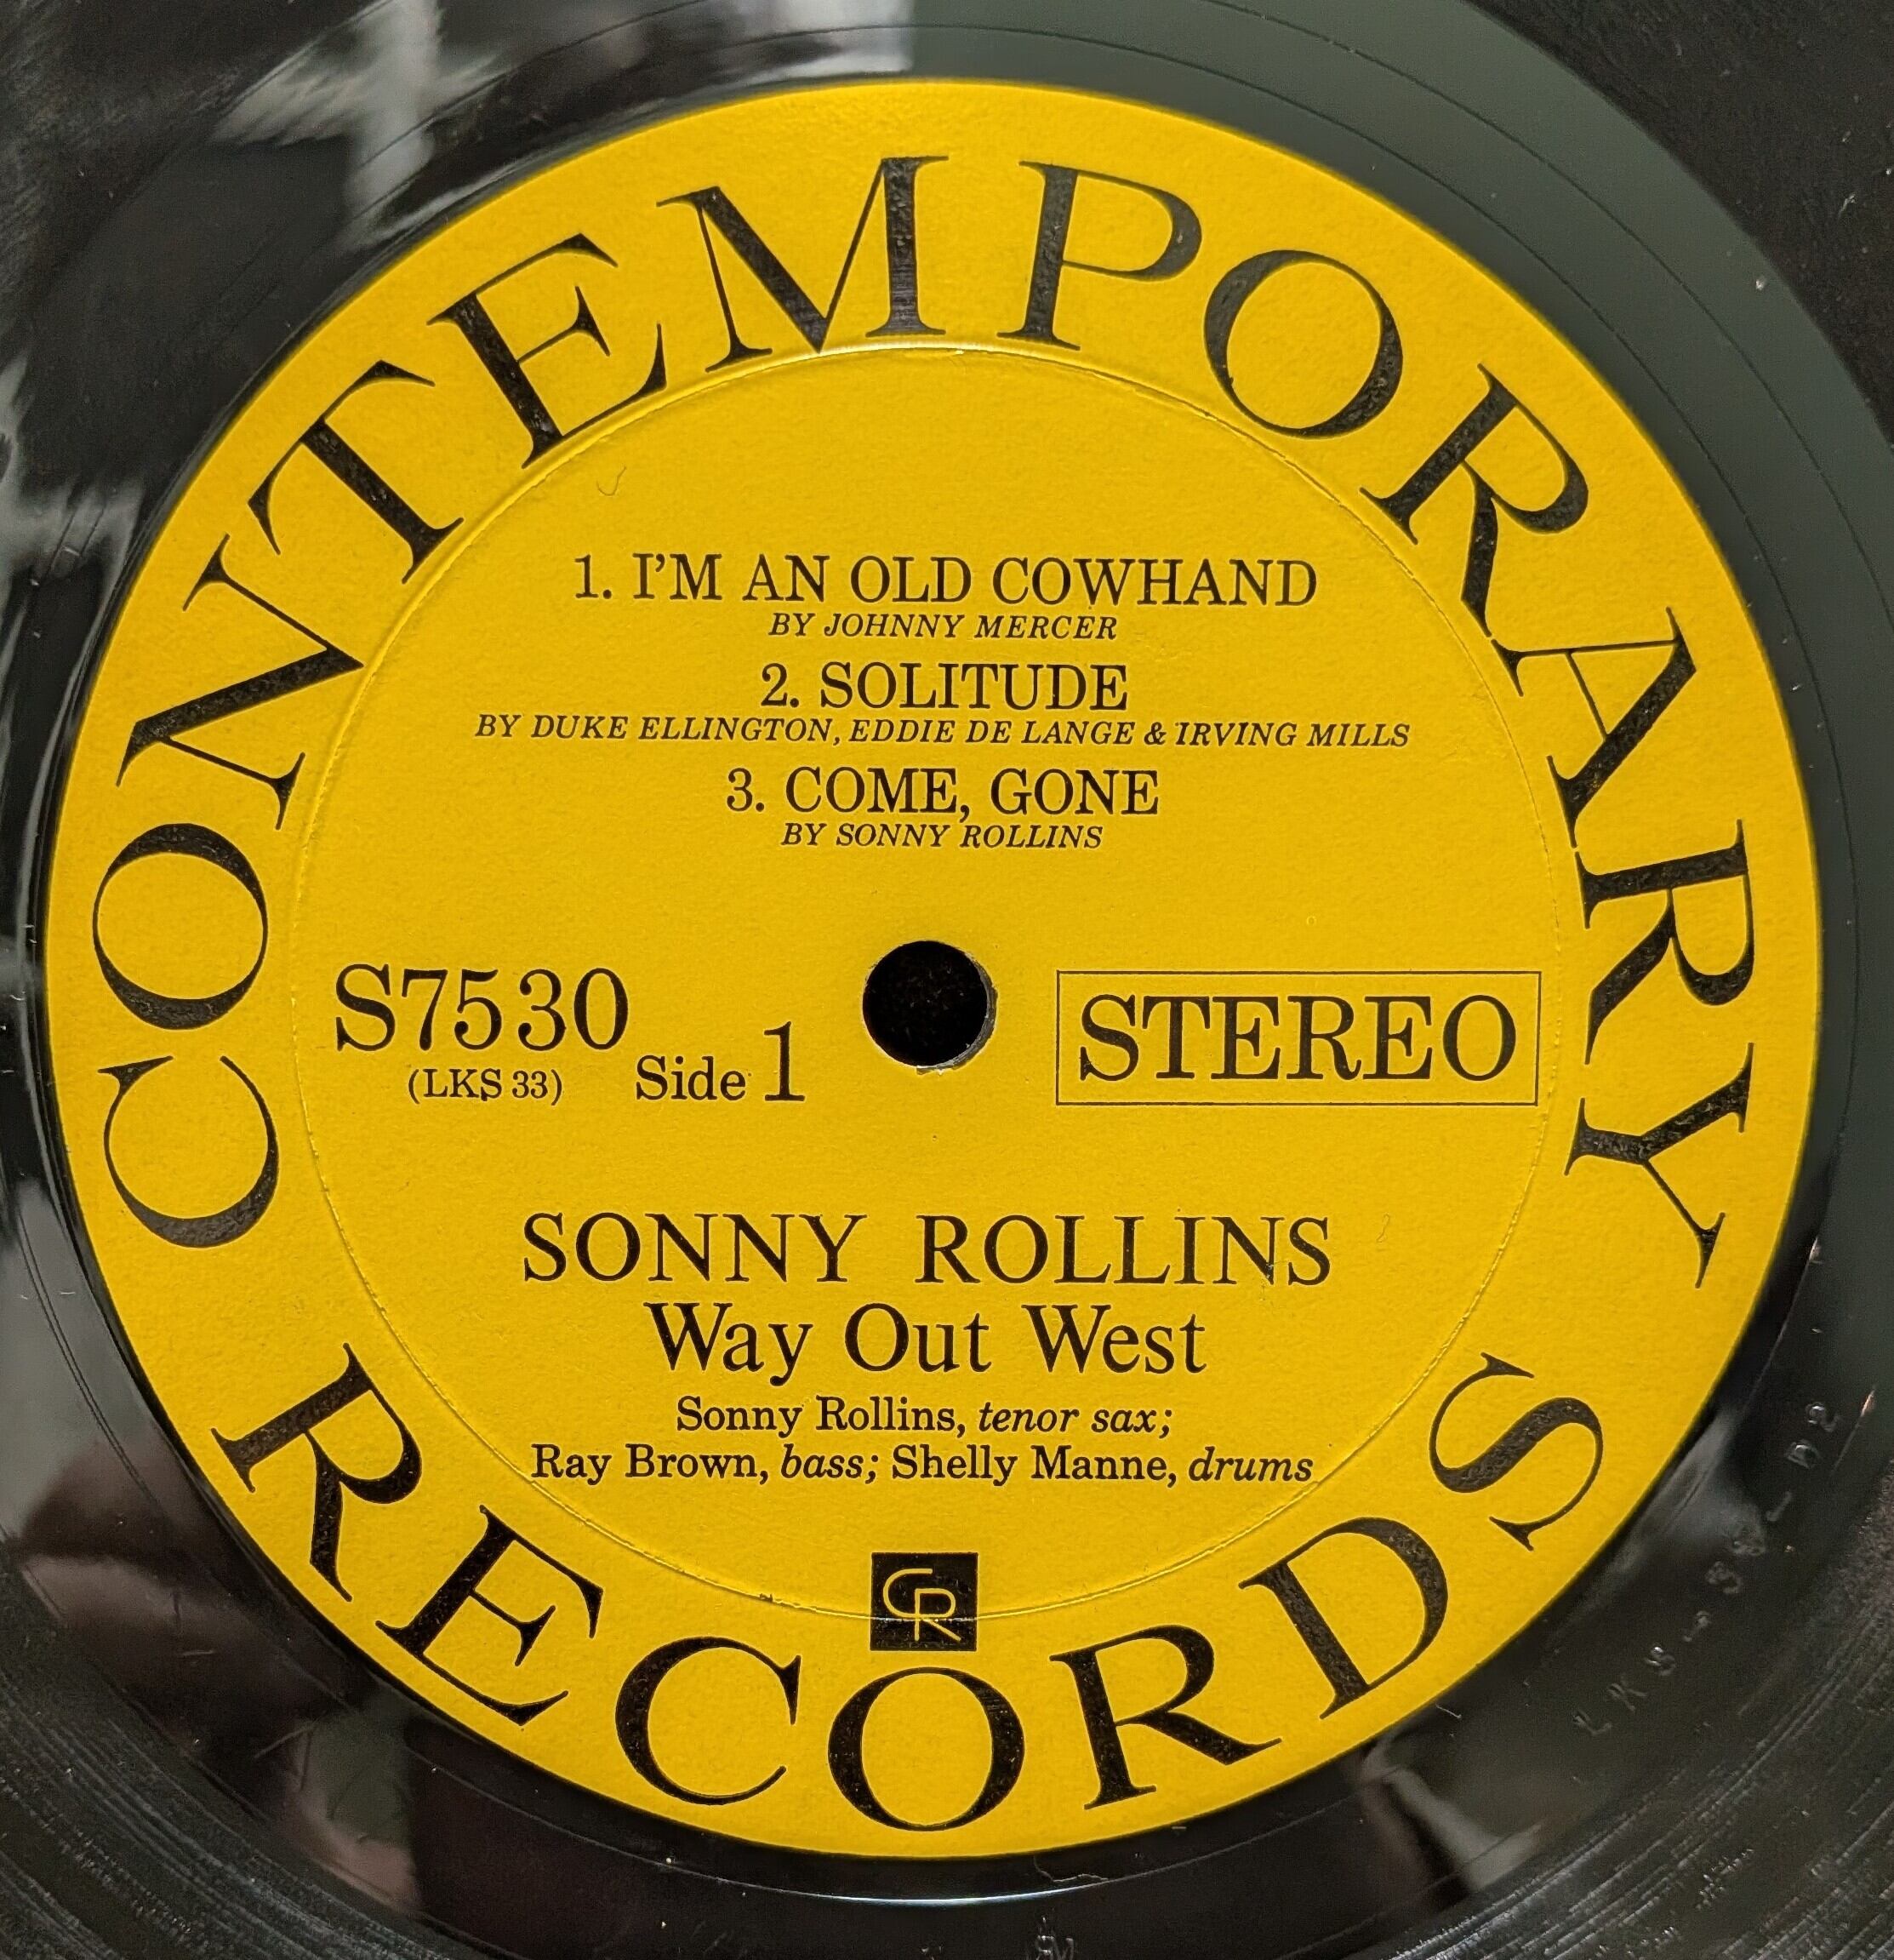 CONTEMPORARY
1. I'M AN OLD COWHAND
BY JOHNNY MERCER
2. SOLITUDE
BY DUKE ELLINGTON, EDDIE DE LANGE & IRVING MILLS
3. COME, GONE
BY SONNY ROLLINS
S7530
(LKS 33)
Side 1
STEREO
SONNY ROLLINS
Way Out West
Sonny Rollins, tenor sax;
Ray Brown, bass; Shelly Manne, drums
CR
RECORDS